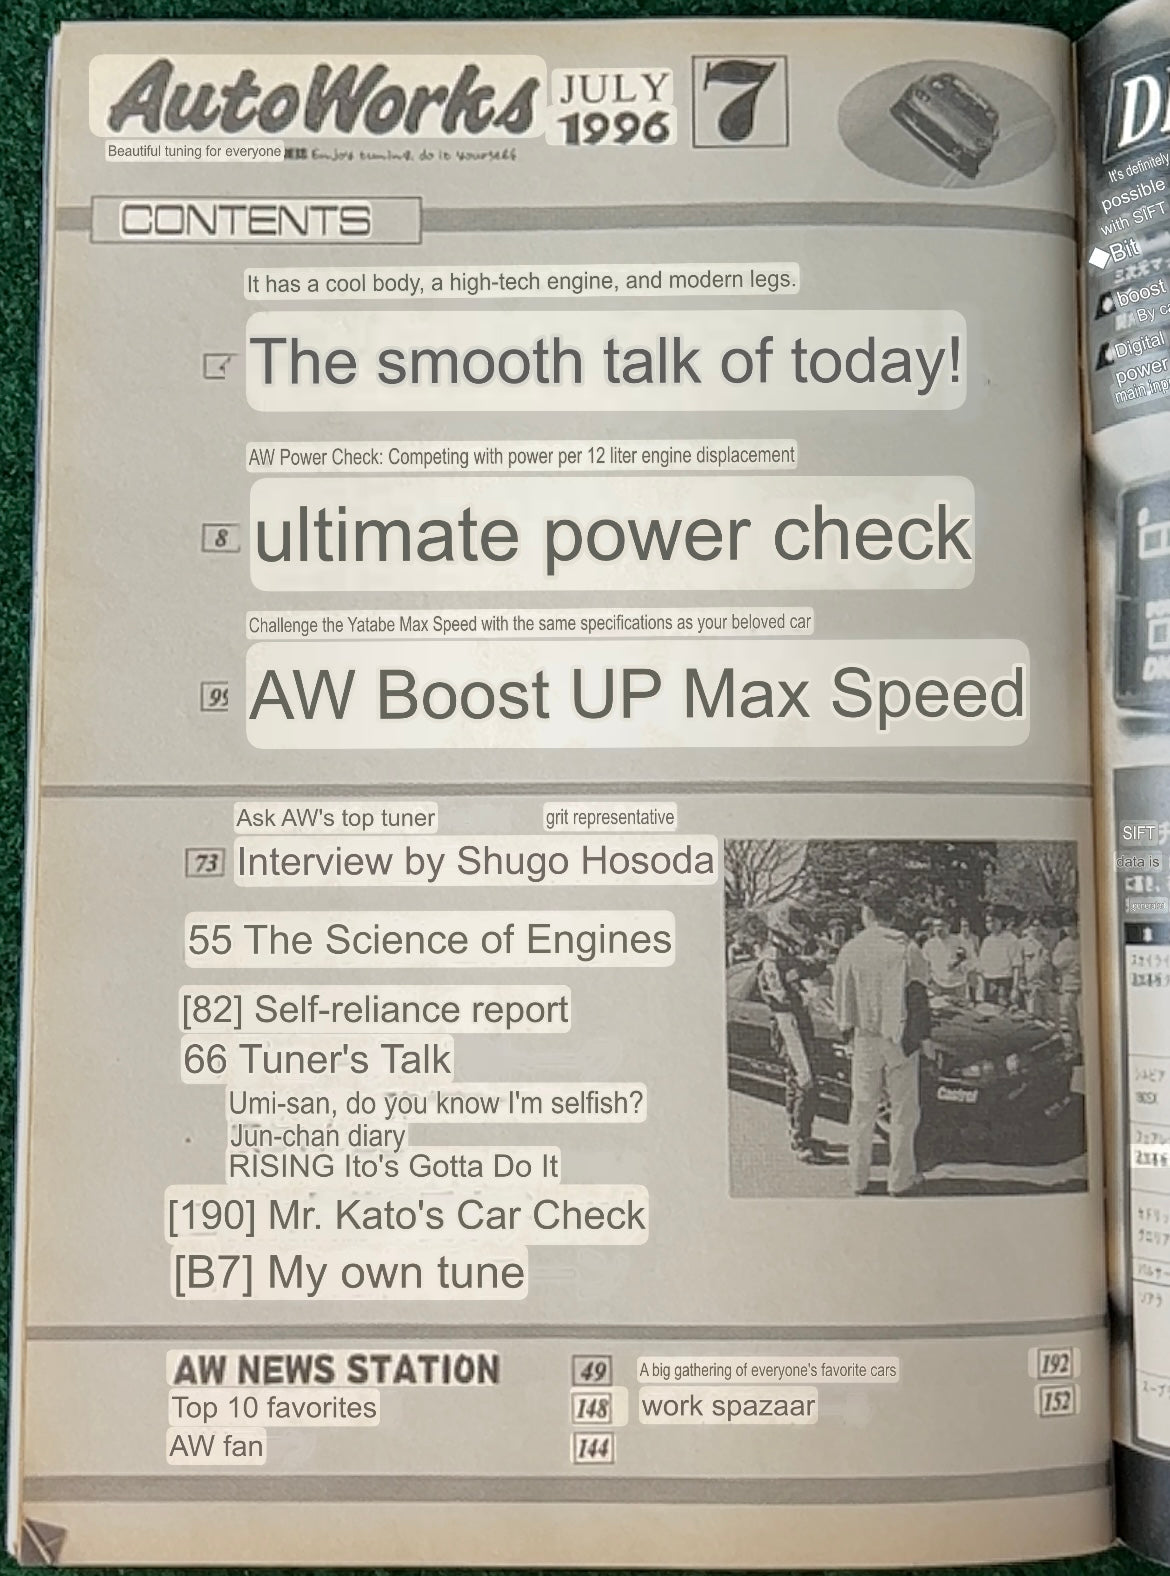 AutoWorks JULY 1996 7
Beautiful tuning for everyone Enjoy tuning, do it yourself
CONTENTS
It has a cool body, a high-tech engine, and modern legs.
The smooth talk of today!
AW Power Check: Competing with power per 12 liter engine displacement
8 ultimate power check
Challenge the Yatabe Max Speed with the same specifications as your beloved car
AW Boost UP Max Speed
Ask AW's top tuner grit representative
73 Interview by Shugo Hosoda
55 The Science of Engines
[82] Self-reliance report
66 Tuner's Talk
Umi-san, do you know I'm selfish?
Jun-chan diary
RISING Ito's Gotta Do It
[190] Mr. Kato's Car Check
[B7] My own tune
Castrol
AW NEWS STATION 49
Top 10 favorites 148
AW fan 144
A big gathering of everyone's favorite cars 192
work spazaar 152
It's definitely
possible
with SIFT
◆Bit
boost
By
Digital
power
SIFT
data is